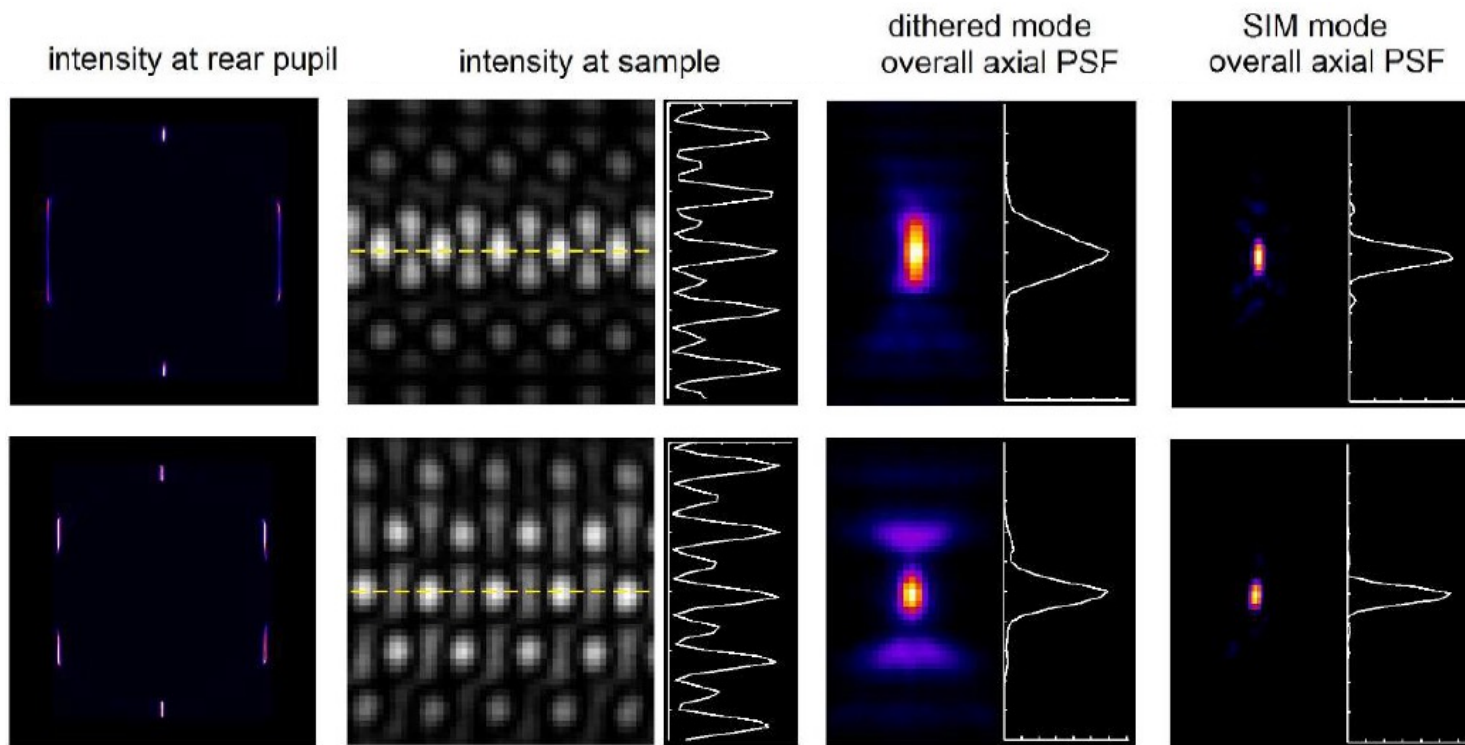 intensity at rear pupil
intensity at sample
dithered mode
overall axial PSF
SIM mode
overall axial PSF